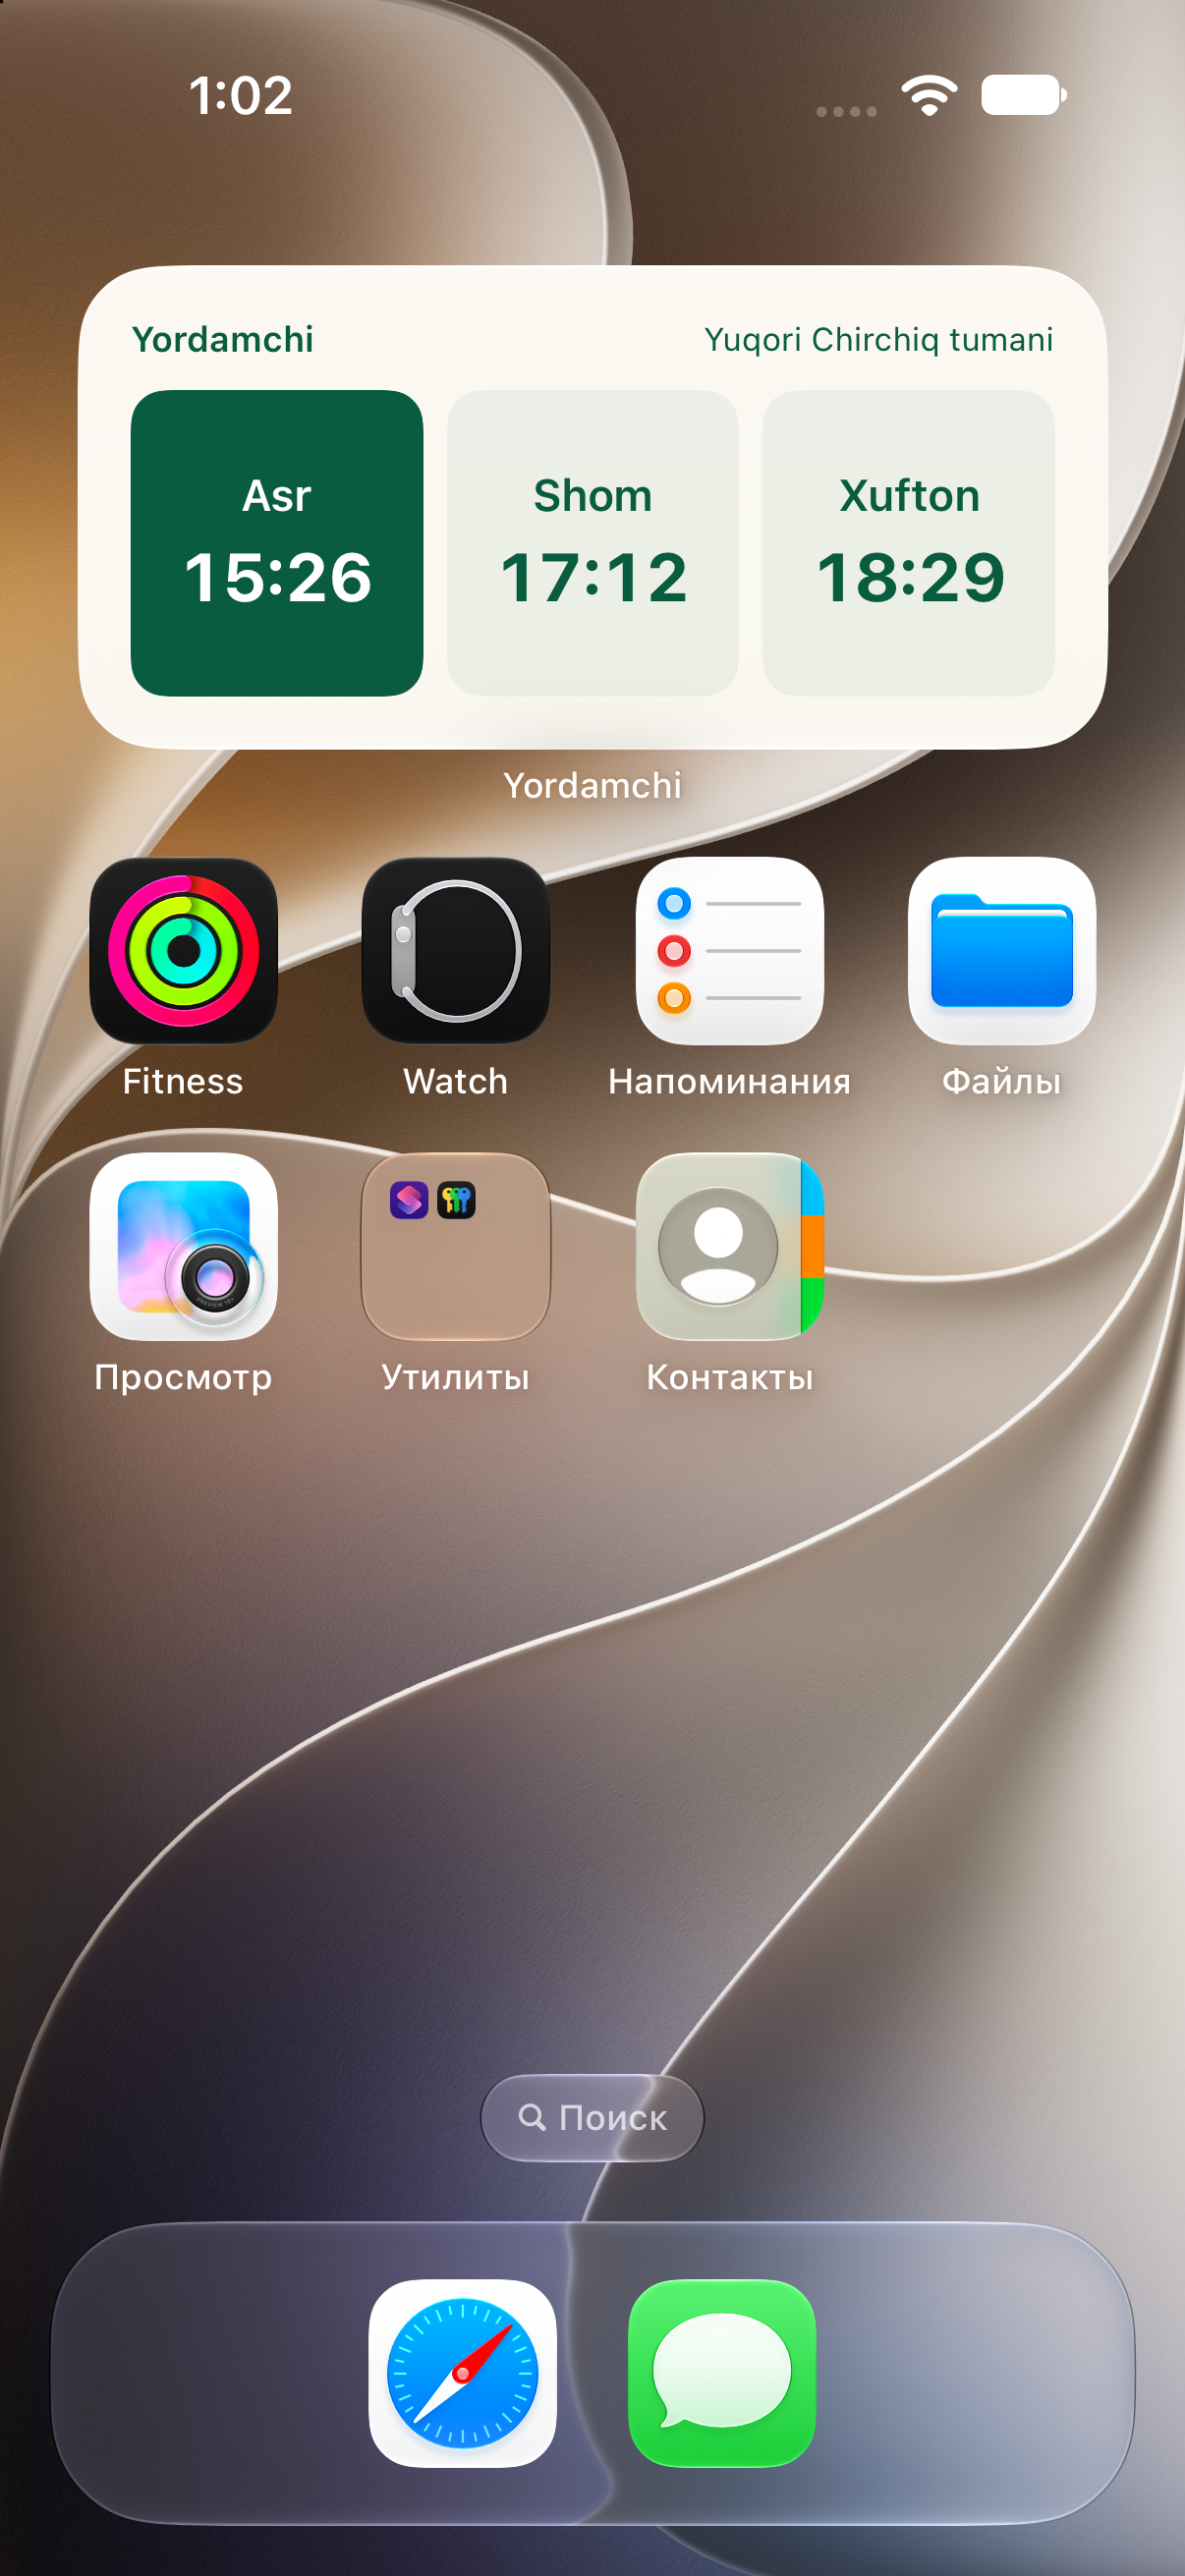 1:02
Yordamchi
Yuqori Chirchiq tumani
Asr
Shom
Xufton
15:26
17:12
18:29
Yordamchi
Fitness
Watch
Напоминания
Файлы
Просмотр
Утилиты
Контакты
Поиск